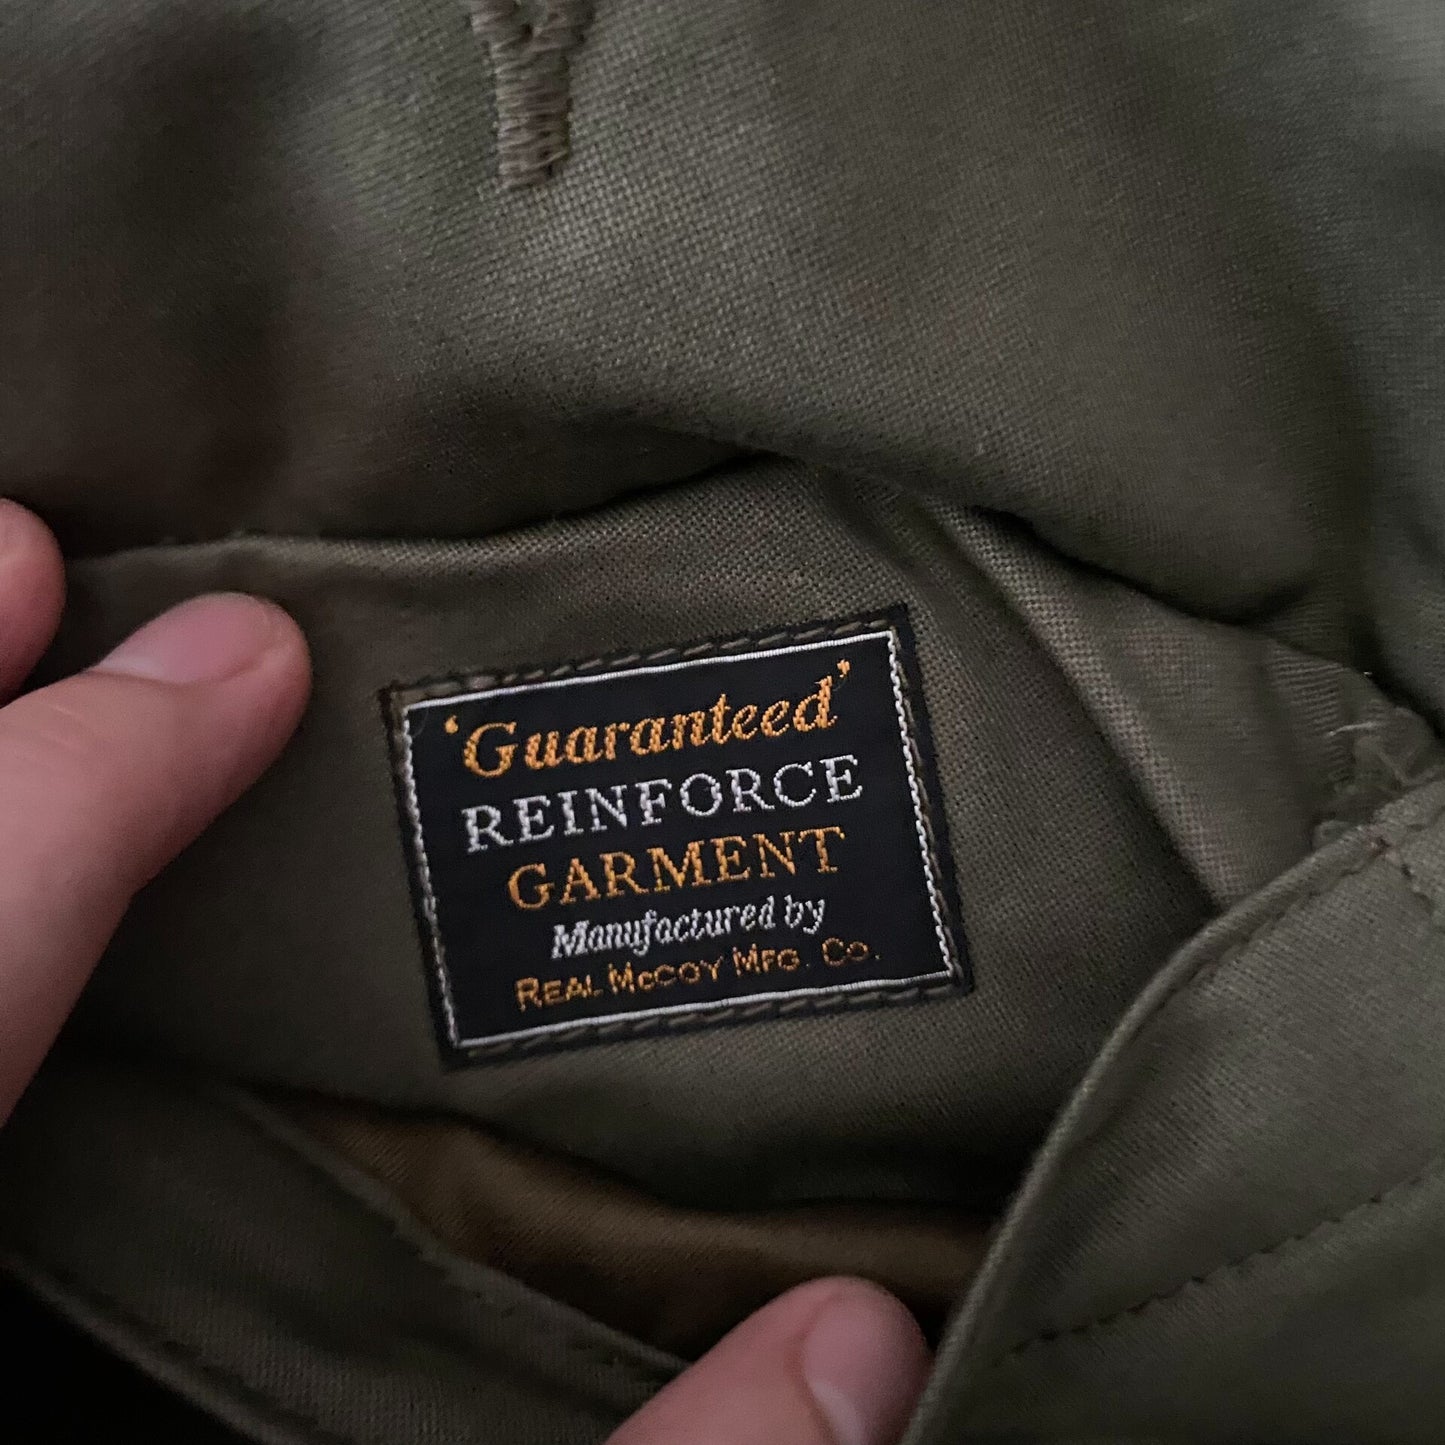 ‘Guaranteed’
REINFORCE
GARMENT
Manufactured by
REAL MCCOY MFG. CO.